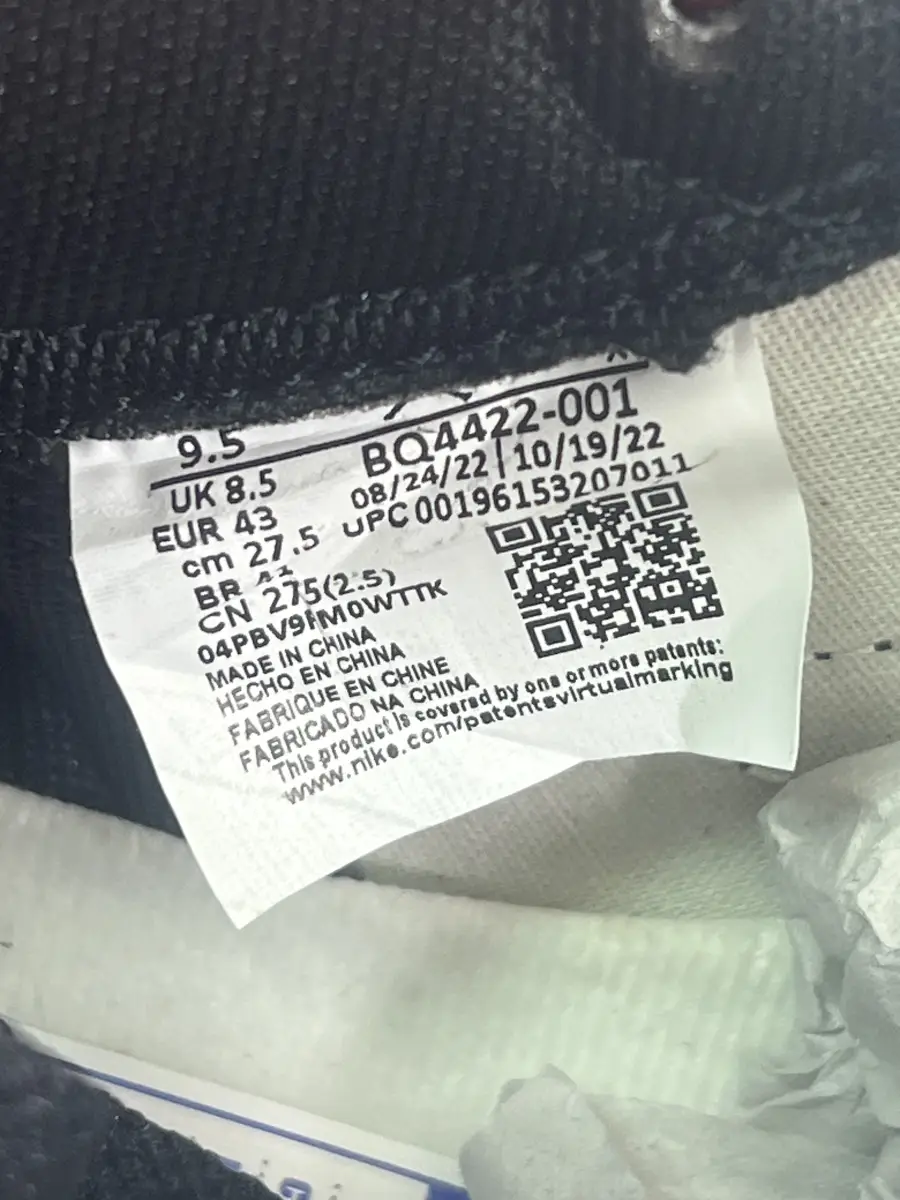 9.5
BQ4422-001
UK 8.5
08/24/22 10/19/22
EUR 43
UPC 00196153207011
cm 27.5
BR
CN 275(2.5)
MADE IN CHINA
HECHO EN CHINA
FABRIQUE EN CHINE
FABRICADO NA CHINA
This product is covered by one or more patents:
www.nike.com/patentsvirtualmarking